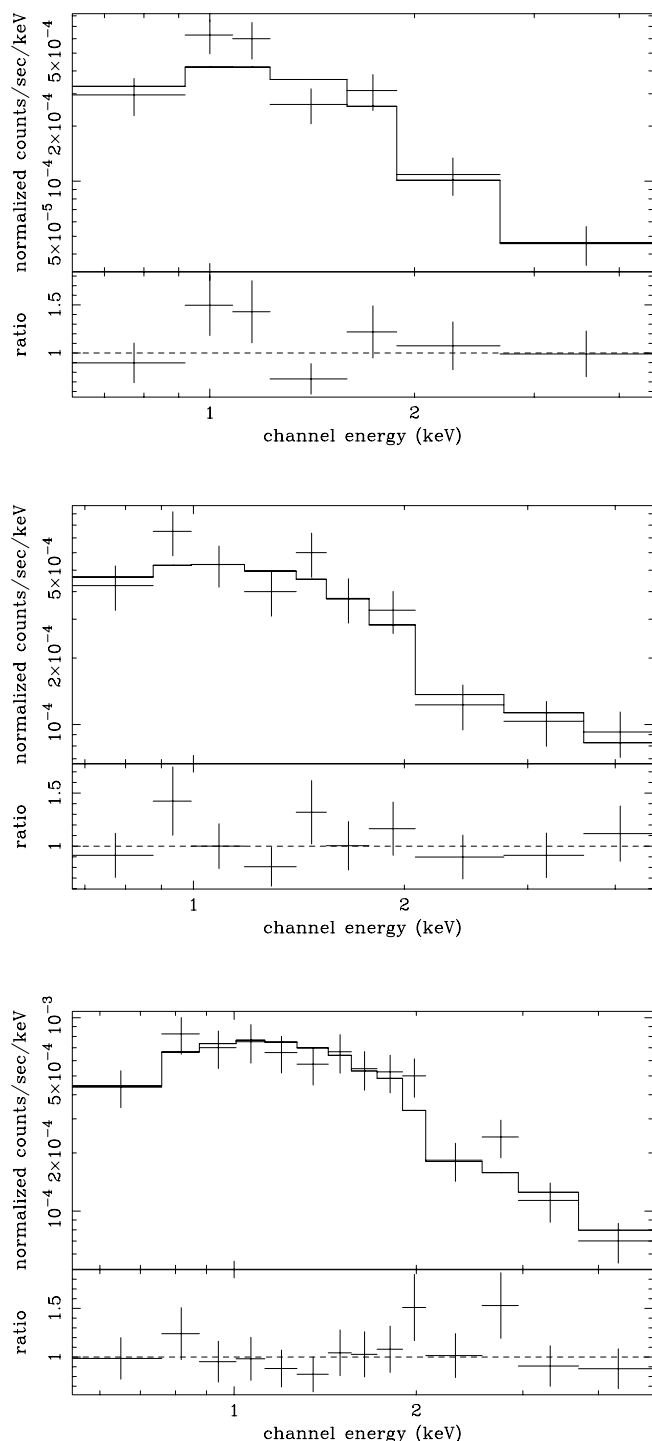 normalized counts/sec/keV
5×10⁻⁴
2×10⁻⁴
10⁻⁴
5×10⁻⁵
ratio
1.5
1
1 2
channel energy (keV)
normalized counts/sec/keV
5×10⁻⁴
2×10⁻⁴
10⁻⁴
ratio
1.5
1
1 2
channel energy (keV)
normalized counts/sec/keV
10⁻³
5×10⁻⁴
2×10⁻⁴
10⁻⁴
ratio
1.5
1
1 2
channel energy (keV)